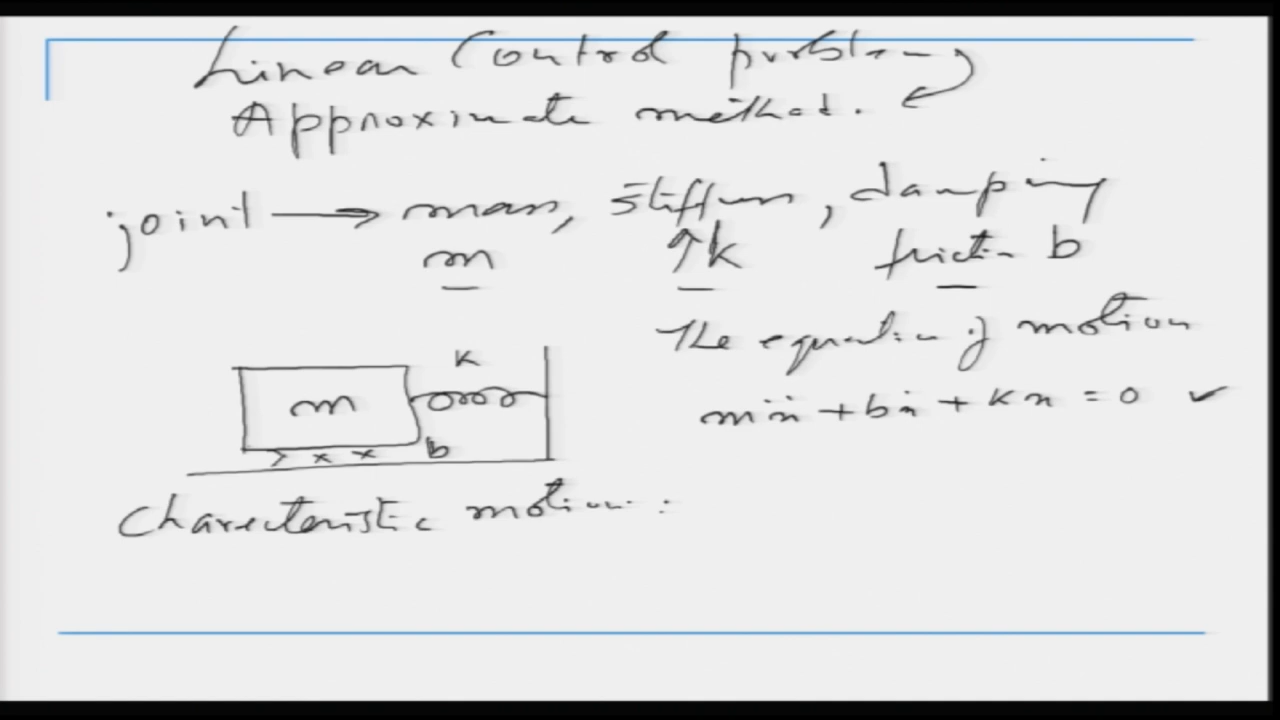 Linear Control problem
Approximate method.
joint → mass, stiffness, damping
m k friction b
The equation of motion
mẍ + bẋ + kx = 0 ✓
k
m
x x b
Charecteristic motion :